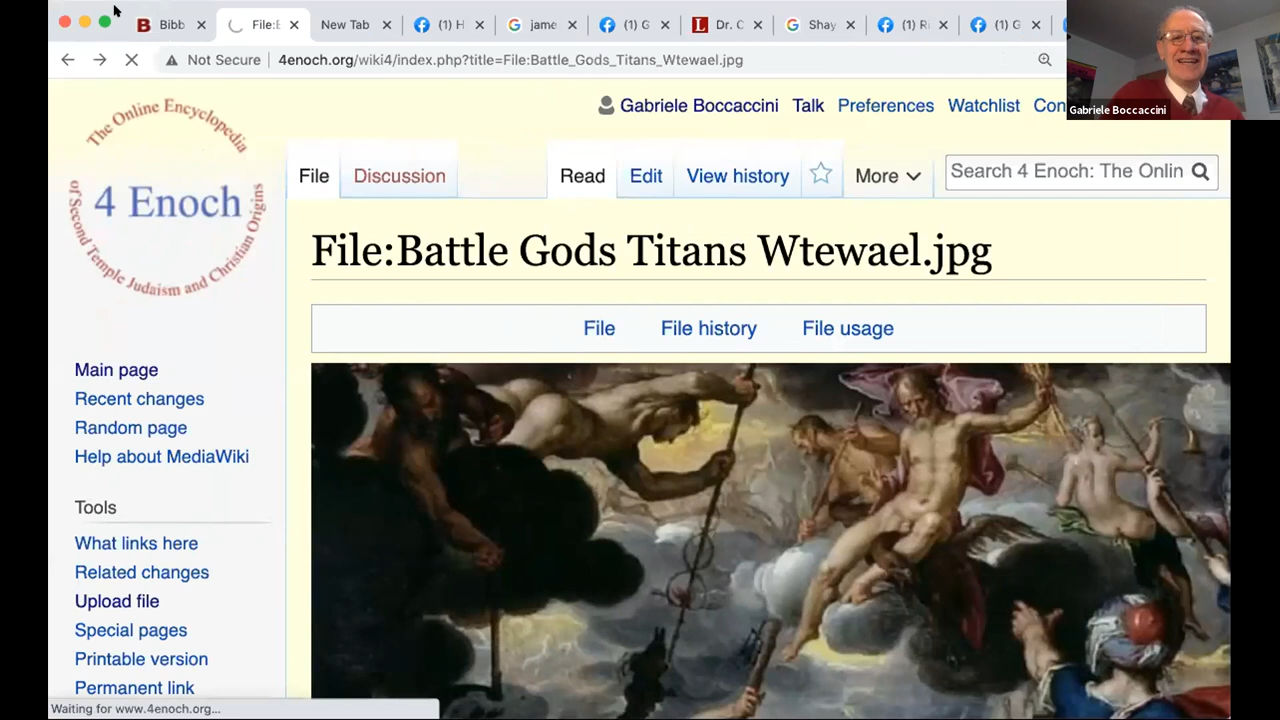 Bibb
File:E
New Tab
(1) H
jame
(1) G
Dr. C
Shay
(1) R
(1) G
Not Secure
4enoch.org/wiki4/index.php?title=File:Battle_Gods_Titans_Wtewael.jpg
Gabriele Boccaccini
The Online Encyclopedia
4 Enoch
of Second Temple Judaism and Christian Origins
Gabriele Boccaccini Talk Preferences Watchlist Con
File Discussion Read Edit View history More
Search 4 Enoch: The Onlin
File:Battle Gods Titans Wtewael.jpg
File File history File usage
Main page
Recent changes
Random page
Help about MediaWiki
Tools
What links here
Related changes
Upload file
Special pages
Printable version
Permanent link
Waiting for www.4enoch.org...